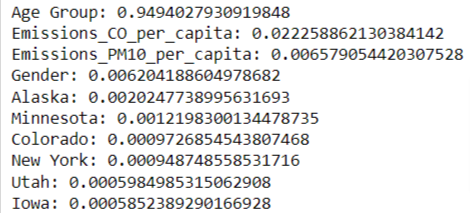 Age Group: 0.9494027930919848
Emissions_CO_per_capita: 0.022258862130384142
Emissions_PM10_per_capita: 0.006579054420307528
Gender: 0.006204188604978682
Alaska: 0.0020247738995631693
Minnesota: 0.0012198300134478735
Colorado: 0.0009726854543807468
New York: 0.000948748558531716
Utah: 0.0005984985315062908
Iowa: 0.0005852389290166928